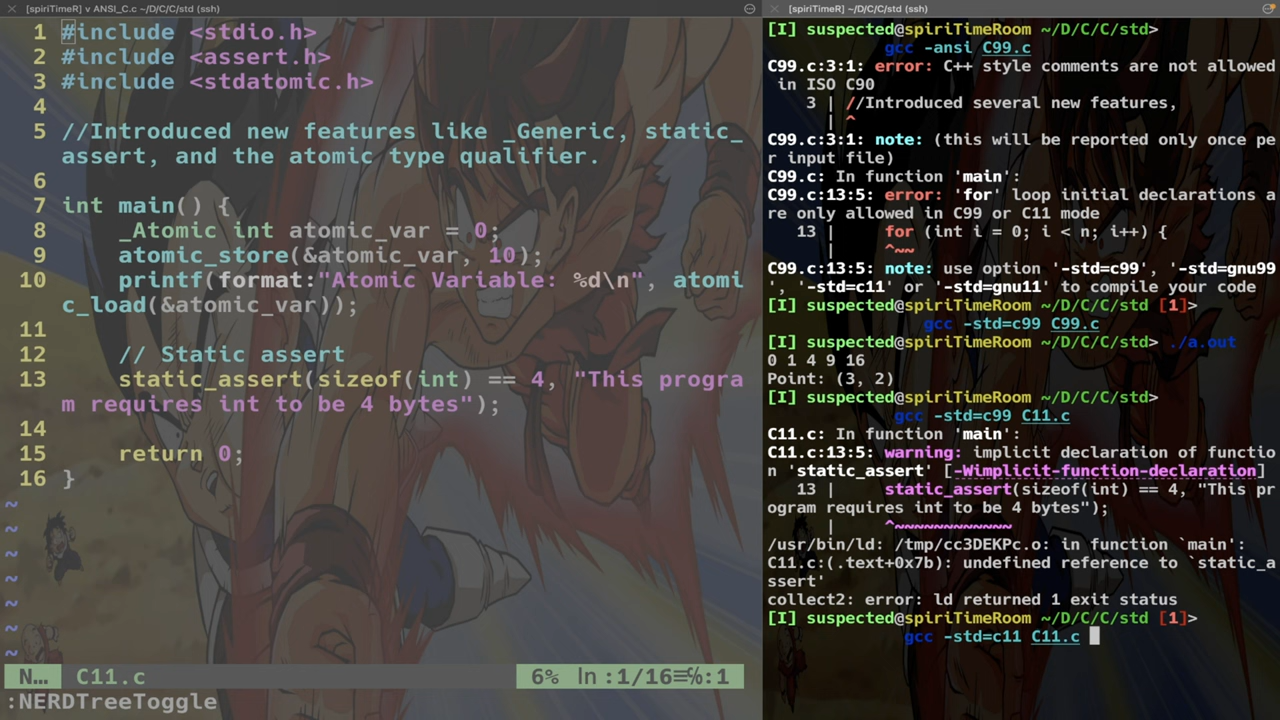 [spiriTimeR] v ANSI_C.c ~/D/C/C/std (ssh)
1 #include <stdio.h>
2 #include <assert.h>
3 #include <stdatomic.h>
4
5 //Introduced new features like _Generic, static_
assert, and the atomic type qualifier.
6
7 int main() {
8 _Atomic int atomic_var = 0;
9 atomic_store(&atomic_var, 10);
10 printf(format:"Atomic Variable: %d\n", atomi
c_load(&atomic_var));
11
12 // Static assert
13 static_assert(sizeof(int) == 4, "This progra
m requires int to be 4 bytes");
14
15 return 0;
16 }
~
~
~
~
~
~
~
N… C11.c 6% ln :1/16≡℅:1
:NERDTreeToggle
[spiriTimeR] ~/D/C/C/std (ssh)
[I] suspected@spiriTimeRoom ~/D/C/C/std>
gcc -ansi C99.c
C99.c:3:1: error: C++ style comments are not allowed
in ISO C90
3 | //Introduced several new features,
| ^
C99.c:3:1: note: (this will be reported only once pe
r input file)
C99.c: In function 'main':
C99.c:13:5: error: 'for' loop initial declarations a
re only allowed in C99 or C11 mode
13 | for (int i = 0; i < n; i++) {
| ^~~
C99.c:13:5: note: use option '-std=c99', '-std=gnu99
', '-std=c11' or '-std=gnu11' to compile your code
[I] suspected@spiriTimeRoom ~/D/C/C/std [1]>
gcc -std=c99 C99.c
[I] suspected@spiriTimeRoom ~/D/C/C/std> ./a.out
0 1 4 9 16
Point: (3, 2)
[I] suspected@spiriTimeRoom ~/D/C/C/std>
gcc -std=c99 C11.c
C11.c: In function 'main':
C11.c:13:5: warning: implicit declaration of functio
n 'static_assert' [-Wimplicit-function-declaration]
13 | static_assert(sizeof(int) == 4, "This pr
ogram requires int to be 4 bytes");
| ^~~~~~~~~~~~~
/usr/bin/ld: /tmp/cc3DEKPc.o: in function `main':
C11.c:(.text+0x7b): undefined reference to `static_a
ssert'
collect2: error: ld returned 1 exit status
[I] suspected@spiriTimeRoom ~/D/C/C/std [1]>
gcc -std=c11 C11.c